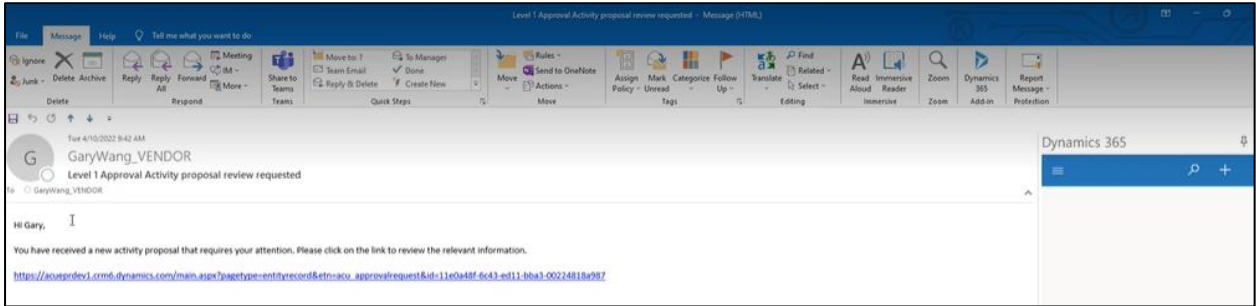 Level 1 Approval Activity proposal review requested - Message (HTML)
File Message Help Tell me what you want to do
Ignore
Junk
Delete Archive
Delete
Reply Reply All Forward
Meeting
IM
More
Respond
Share to Teams
Teams
Move to: ?
Team Email
Reply & Delete
To Manager
Done
Create New
Quick Steps
Move
Rules
Send to OneNote
Actions
Move
Assign Policy Mark Unread Categorize Follow Up
Tags
Translate
Find
Related
Select
Editing
Read Aloud Immersive Reader
Immersive
Zoom
Zoom
Dynamics 365
Add-in
Report Message
Protection
Tue 4/10/2022 9:42 AM
G
GaryWang_VENDOR
Level 1 Approval Activity proposal review requested
To GaryWang_VENDOR
Dynamics 365
Hi Gary,
You have received a new activity proposal that requires your attention. Please click on the link to review the relevant information.
https://acueprdev1.crm6.dynamics.com/main.aspx?pagetype=entityrecord&etn=acu_approvalrequest&id=11e0a48f-6c43-ed11-bba3-00224818a987